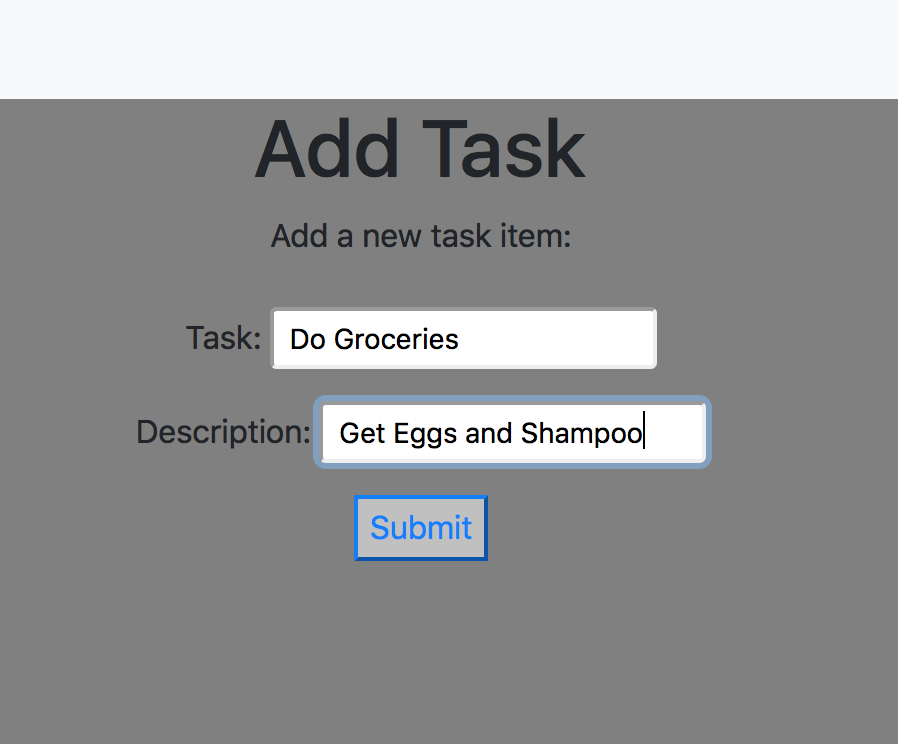 Add Task
Add a new task item:
Task: Do Groceries
Description: Get Eggs and Shampoo
Submit